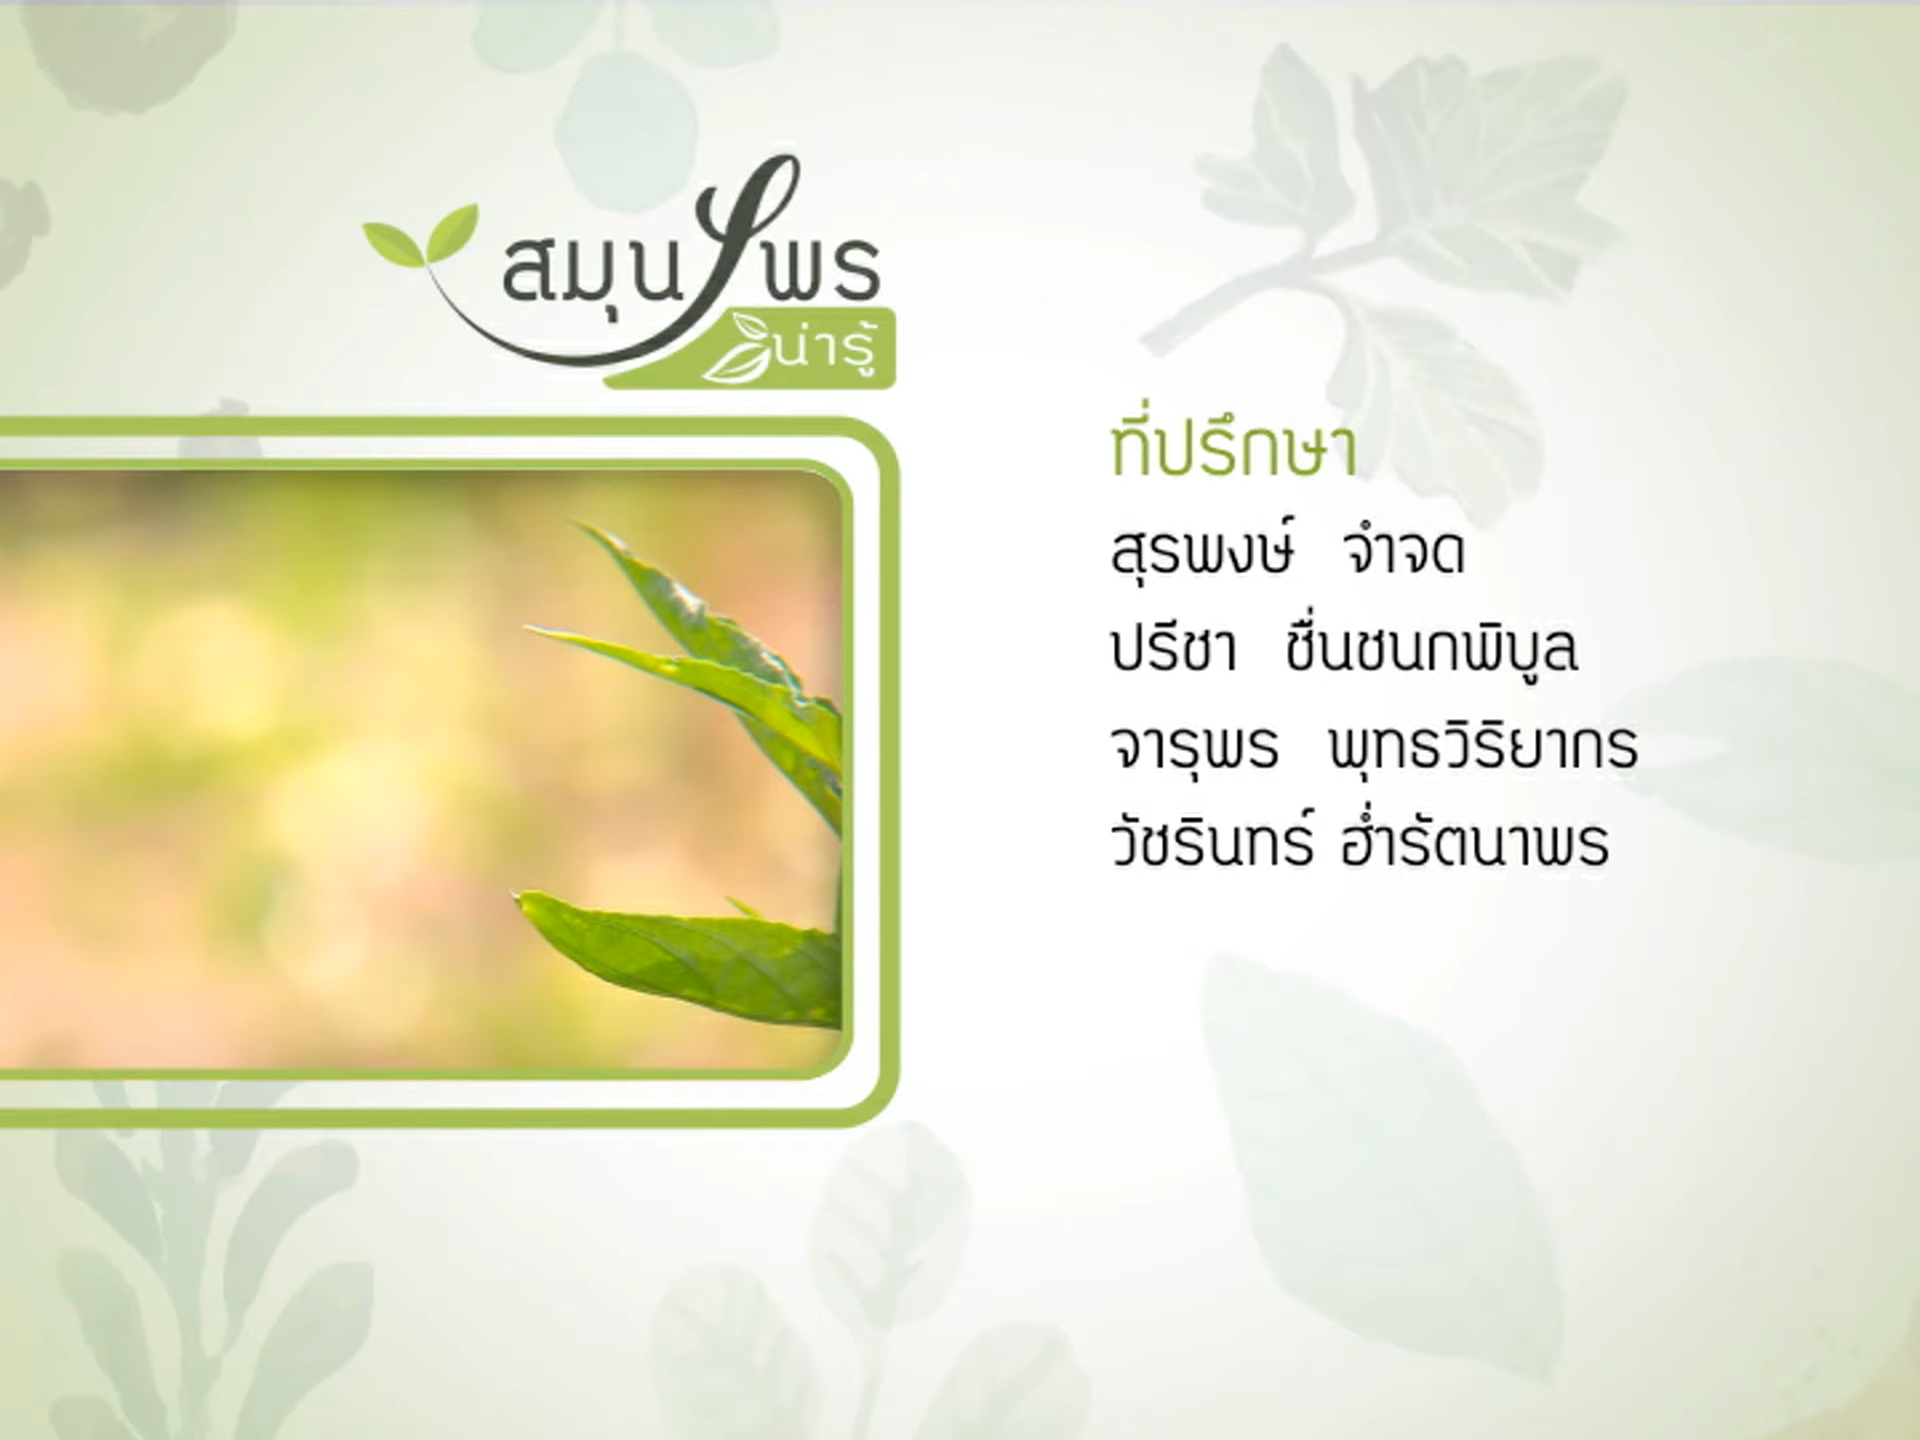 สมุนไพร
น่ารู้
ที่ปรึกษา
สุรพงษ์ จำจด
ปรีชา ชื่นชนกพิบูล
จารุพร พุทธวิริยากร
วัชรินทร์ ฮ่ำรัตนาพร